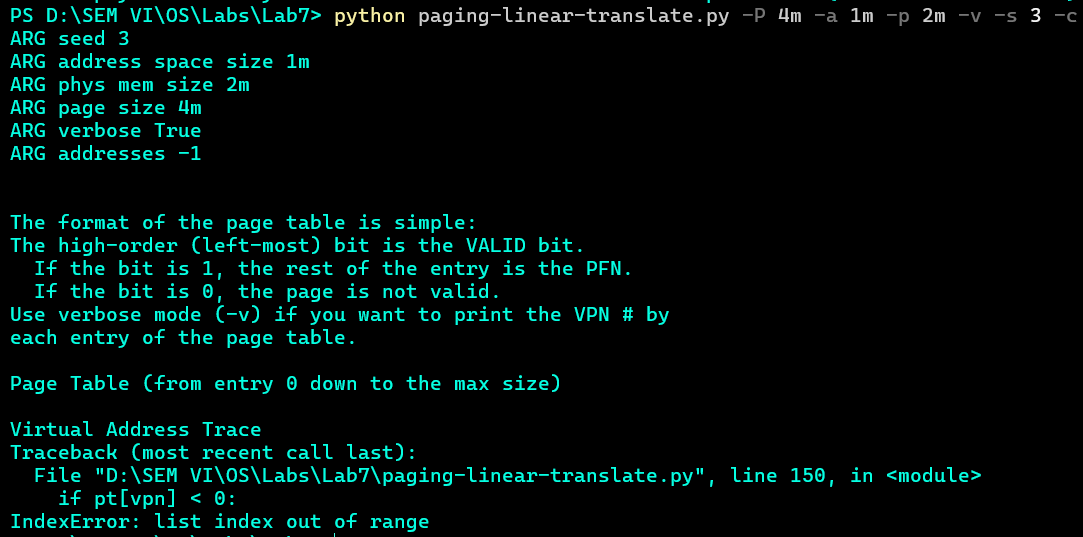 PS D:\SEM VI\OS\Labs\Lab7> python paging-linear-translate.py -P 4m -a 1m -p 2m -v -s 3 -c
ARG seed 3
ARG address space size 1m
ARG phys mem size 2m
ARG page size 4m
ARG verbose True
ARG addresses -1
The format of the page table is simple:
The high-order (left-most) bit is the VALID bit.
  If the bit is 1, the rest of the entry is the PFN.
  If the bit is 0, the page is not valid.
Use verbose mode (-v) if you want to print the VPN # by
each entry of the page table.
Page Table (from entry 0 down to the max size)
Virtual Address Trace
Traceback (most recent call last):
  File "D:\SEM VI\OS\Labs\Lab7\paging-linear-translate.py", line 150, in <module>
    if pt[vpn] < 0:
IndexError: list index out of range